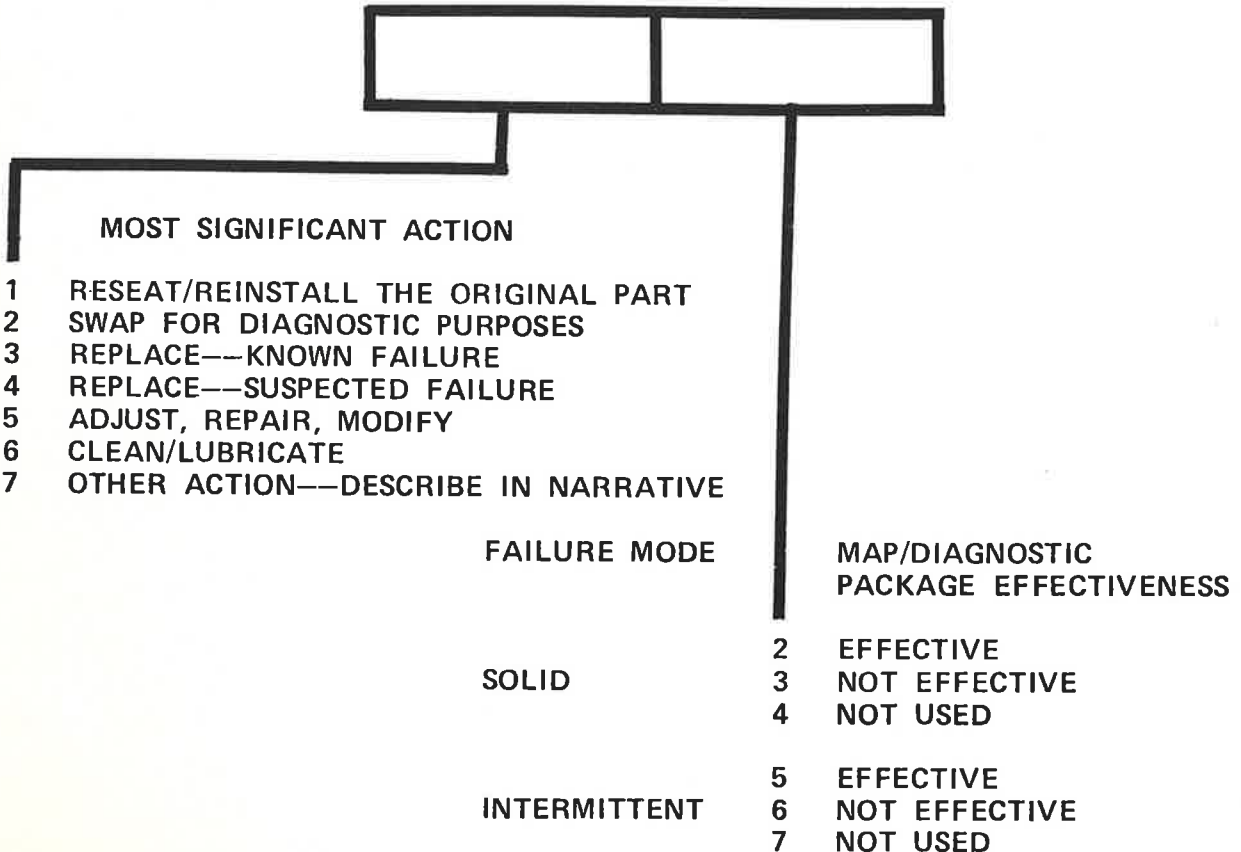 MOST SIGNIFICANT ACTION
1 RESEAT/REINSTALL THE ORIGINAL PART
2 SWAP FOR DIAGNOSTIC PURPOSES
3 REPLACE——KNOWN FAILURE
4 REPLACE——SUSPECTED FAILURE
5 ADJUST, REPAIR, MODIFY
6 CLEAN/LUBRICATE
7 OTHER ACTION——DESCRIBE IN NARRATIVE
FAILURE MODE MAP/DIAGNOSTIC
PACKAGE EFFECTIVENESS
2 EFFECTIVE
SOLID 3 NOT EFFECTIVE
4 NOT USED
5 EFFECTIVE
INTERMITTENT 6 NOT EFFECTIVE
7 NOT USED